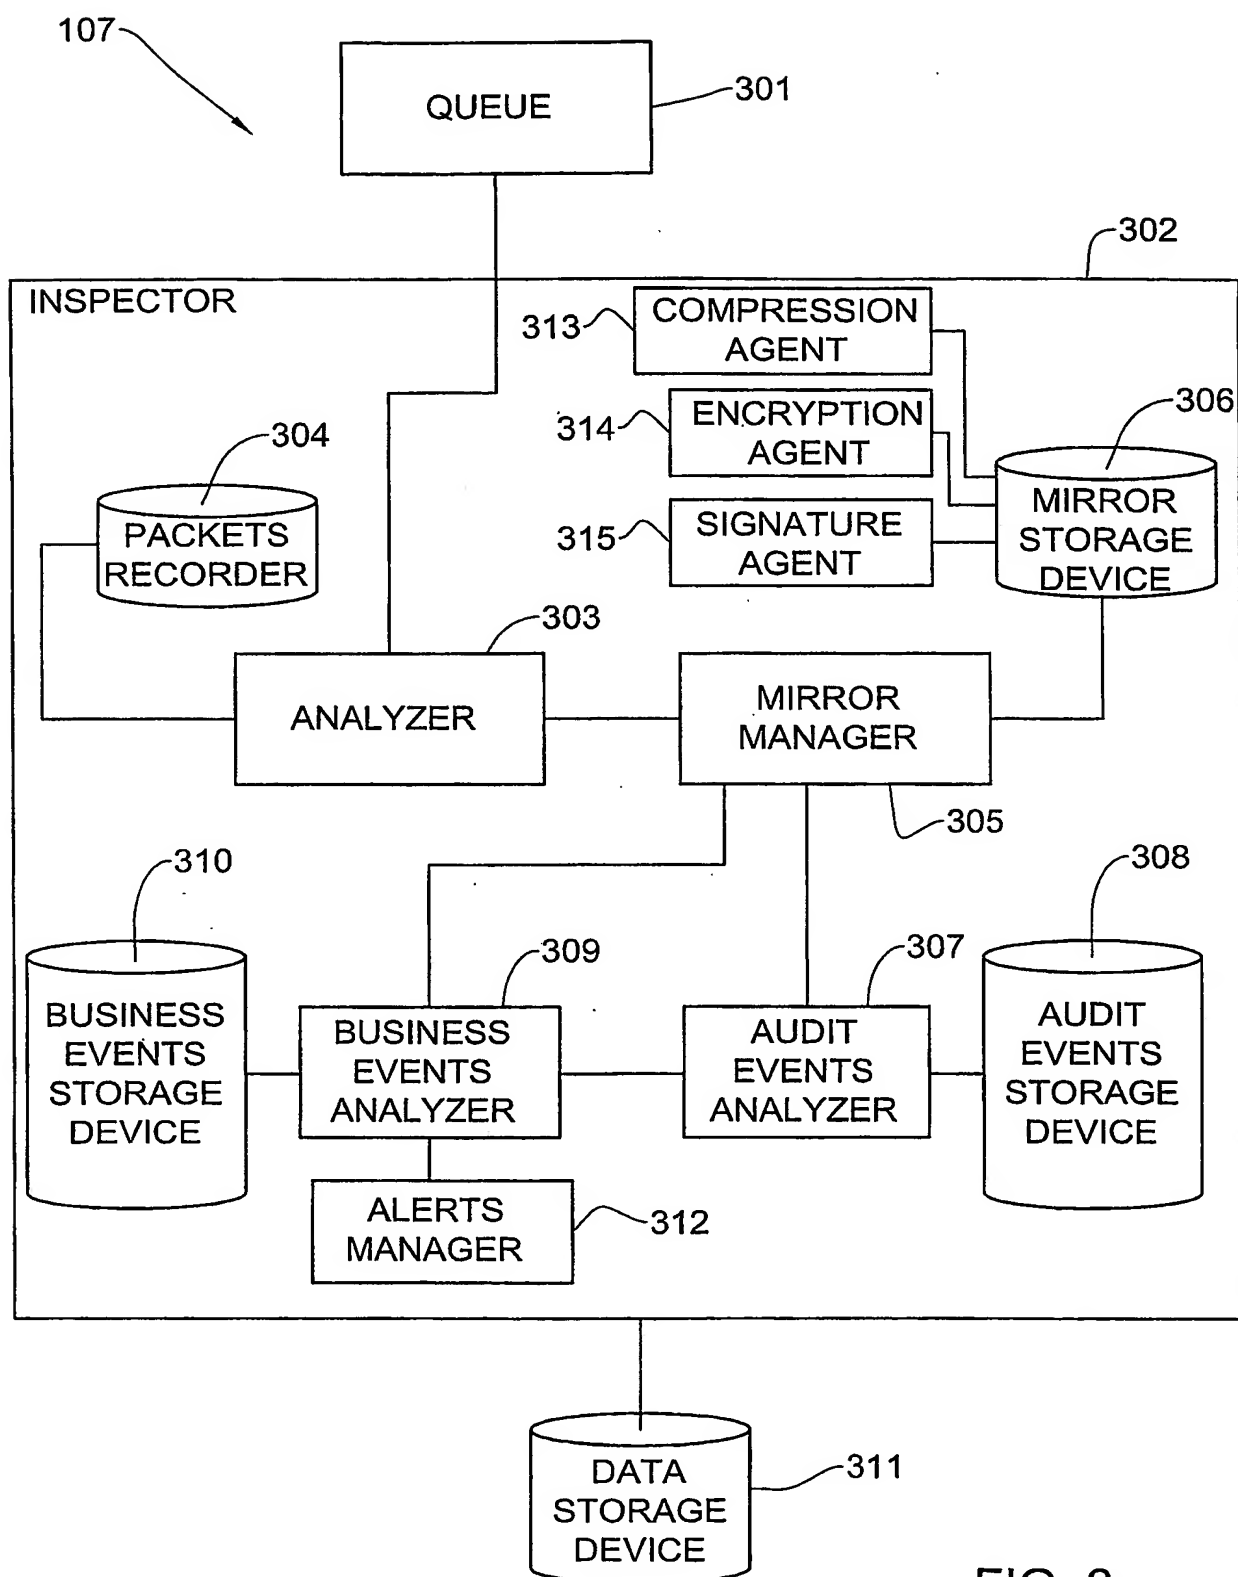 107
QUEUE
301
302
INSPECTOR
COMPRESSION
AGENT
313
ENCRYPTION
AGENT
314
306
304
SIGNATURE
AGENT
315
MIRROR
STORAGE
DEVICE
PACKETS
RECORDER
303
ANALYZER
MIRROR
MANAGER
305
310
308
309
307
BUSINESS
EVENTS
STORAGE
DEVICE
BUSINESS
EVENTS
ANALYZER
AUDIT
EVENTS
ANALYZER
AUDIT
EVENTS
STORAGE
DEVICE
ALERTS
MANAGER
312
DATA
STORAGE
DEVICE
311